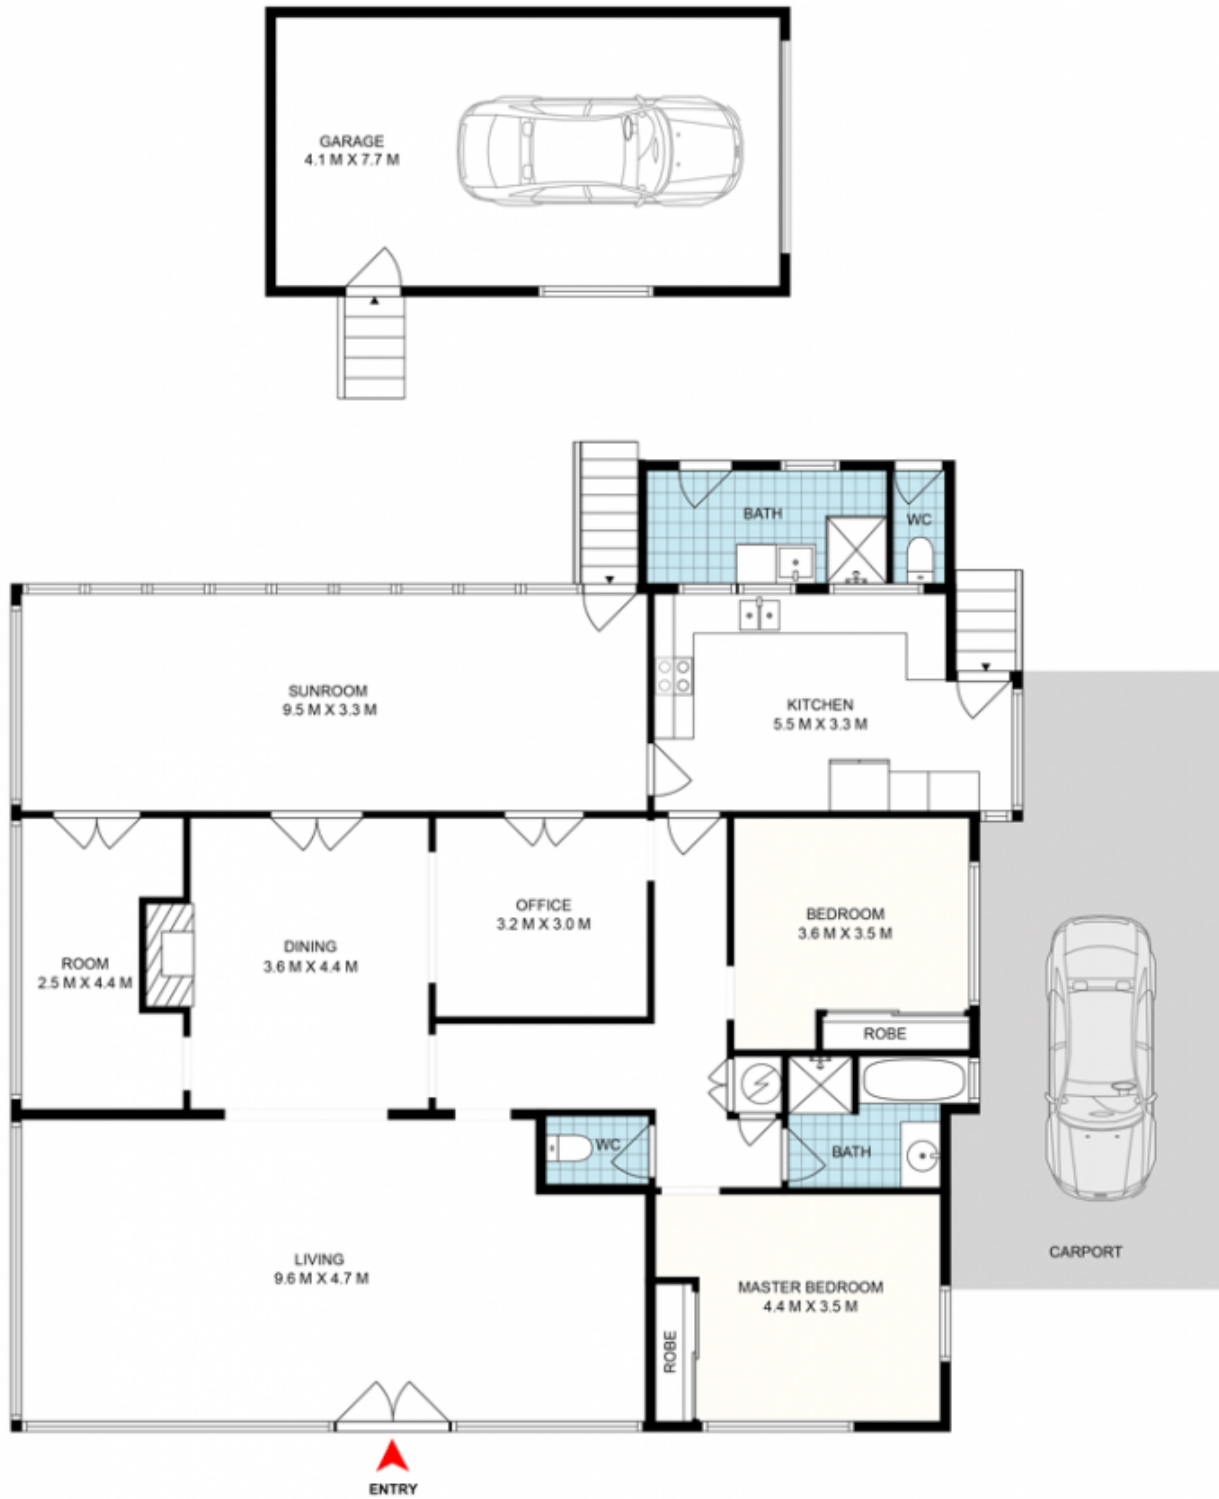 GARAGE
4.1 M X 7.7 M
BATH
WC
SUNROOM
9.5 M X 3.3 M
KITCHEN
5.5 M X 3.3 M
ROOM
2.5 M X 4.4 M
DINING
3.6 M X 4.4 M
OFFICE
3.2 M X 3.0 M
BEDROOM
3.6 M X 3.5 M
ROBE
WC
BATH
LIVING
9.6 M X 4.7 M
MASTER BEDROOM
4.4 M X 3.5 M
ROBE
CARPORT
ENTRY